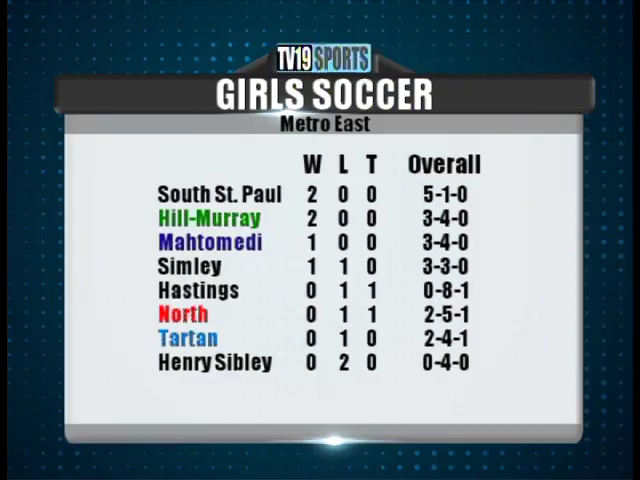 TV19 SPORTS
GIRLS SOCCER
Metro East
W L T Overall
South St. Paul 2 0 0 5-1-0
Hill-Murray 2 0 0 3-4-0
Mahtomedi 1 0 0 3-4-0
Simley 1 1 0 3-3-0
Hastings 0 1 1 0-8-1
North 0 1 1 2-5-1
Tartan 0 1 0 2-4-1
Henry Sibley 0 2 0 0-4-0